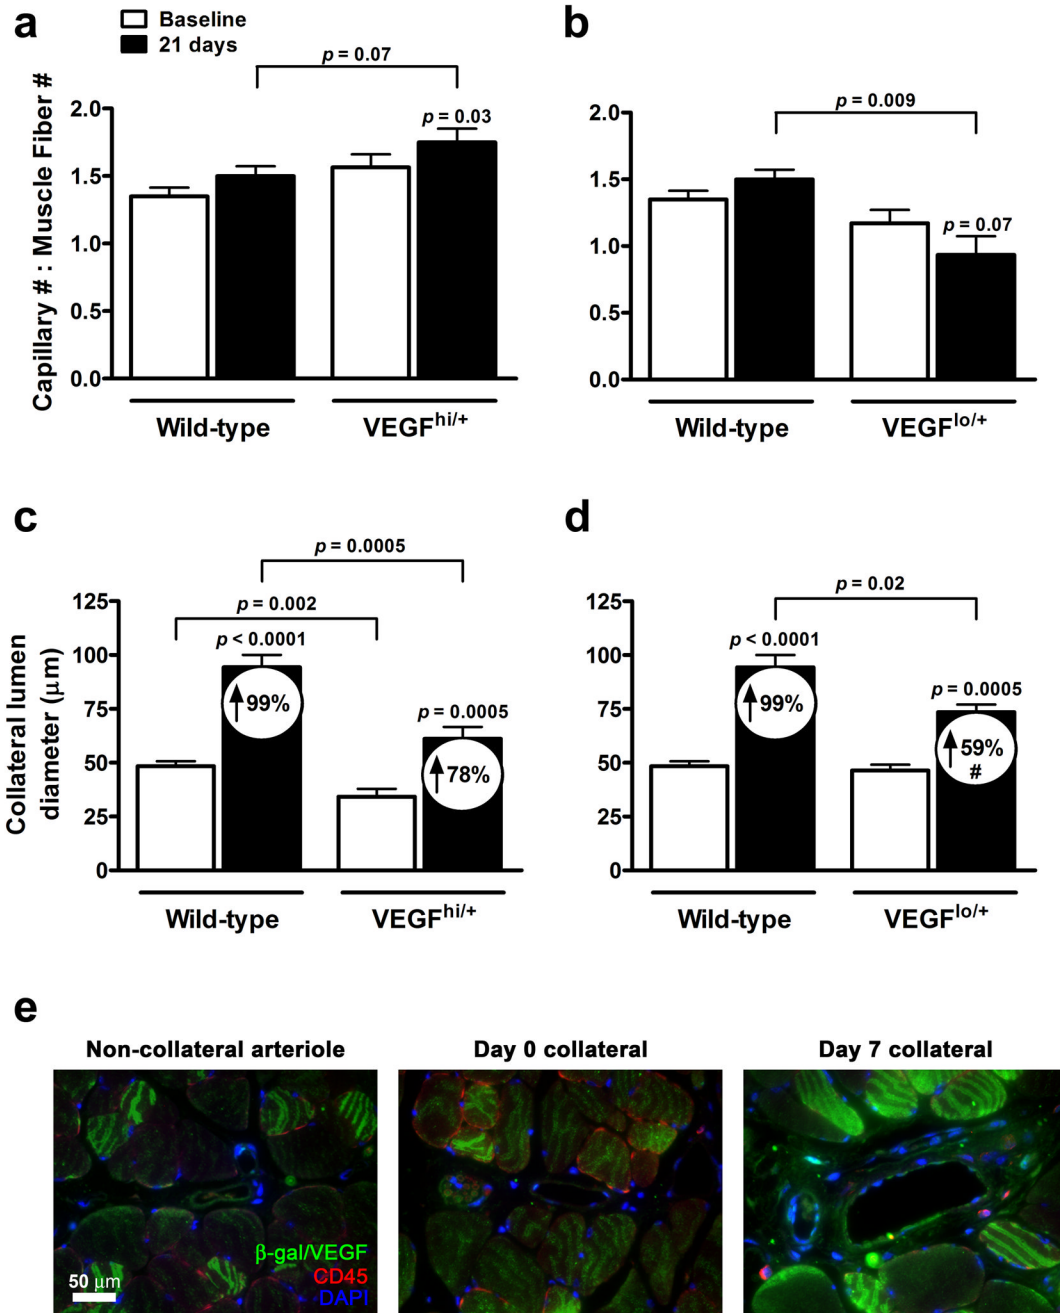 a
Baseline
21 days
p = 0.07
p = 0.03
Capillary # : Muscle Fiber #
2.0
1.5
1.0
0.5
0.0
Wild-type
VEGFhi/+
b
p = 0.009
p = 0.07
2.0
1.5
1.0
0.5
0.0
Wild-type
VEGFlo/+
c
p = 0.0005
p = 0.002
p < 0.0001
p = 0.0005
99%
78%
Collateral lumen
diameter (μm)
125
100
75
50
25
0
Wild-type
VEGFhi/+
d
p = 0.02
p < 0.0001
p = 0.0005
99%
59%
#
125
100
75
50
25
0
Wild-type
VEGFlo/+
e
Non-collateral arteriole
Day 0 collateral
Day 7 collateral
β-gal/VEGF
CD45
DAPI
50 μm